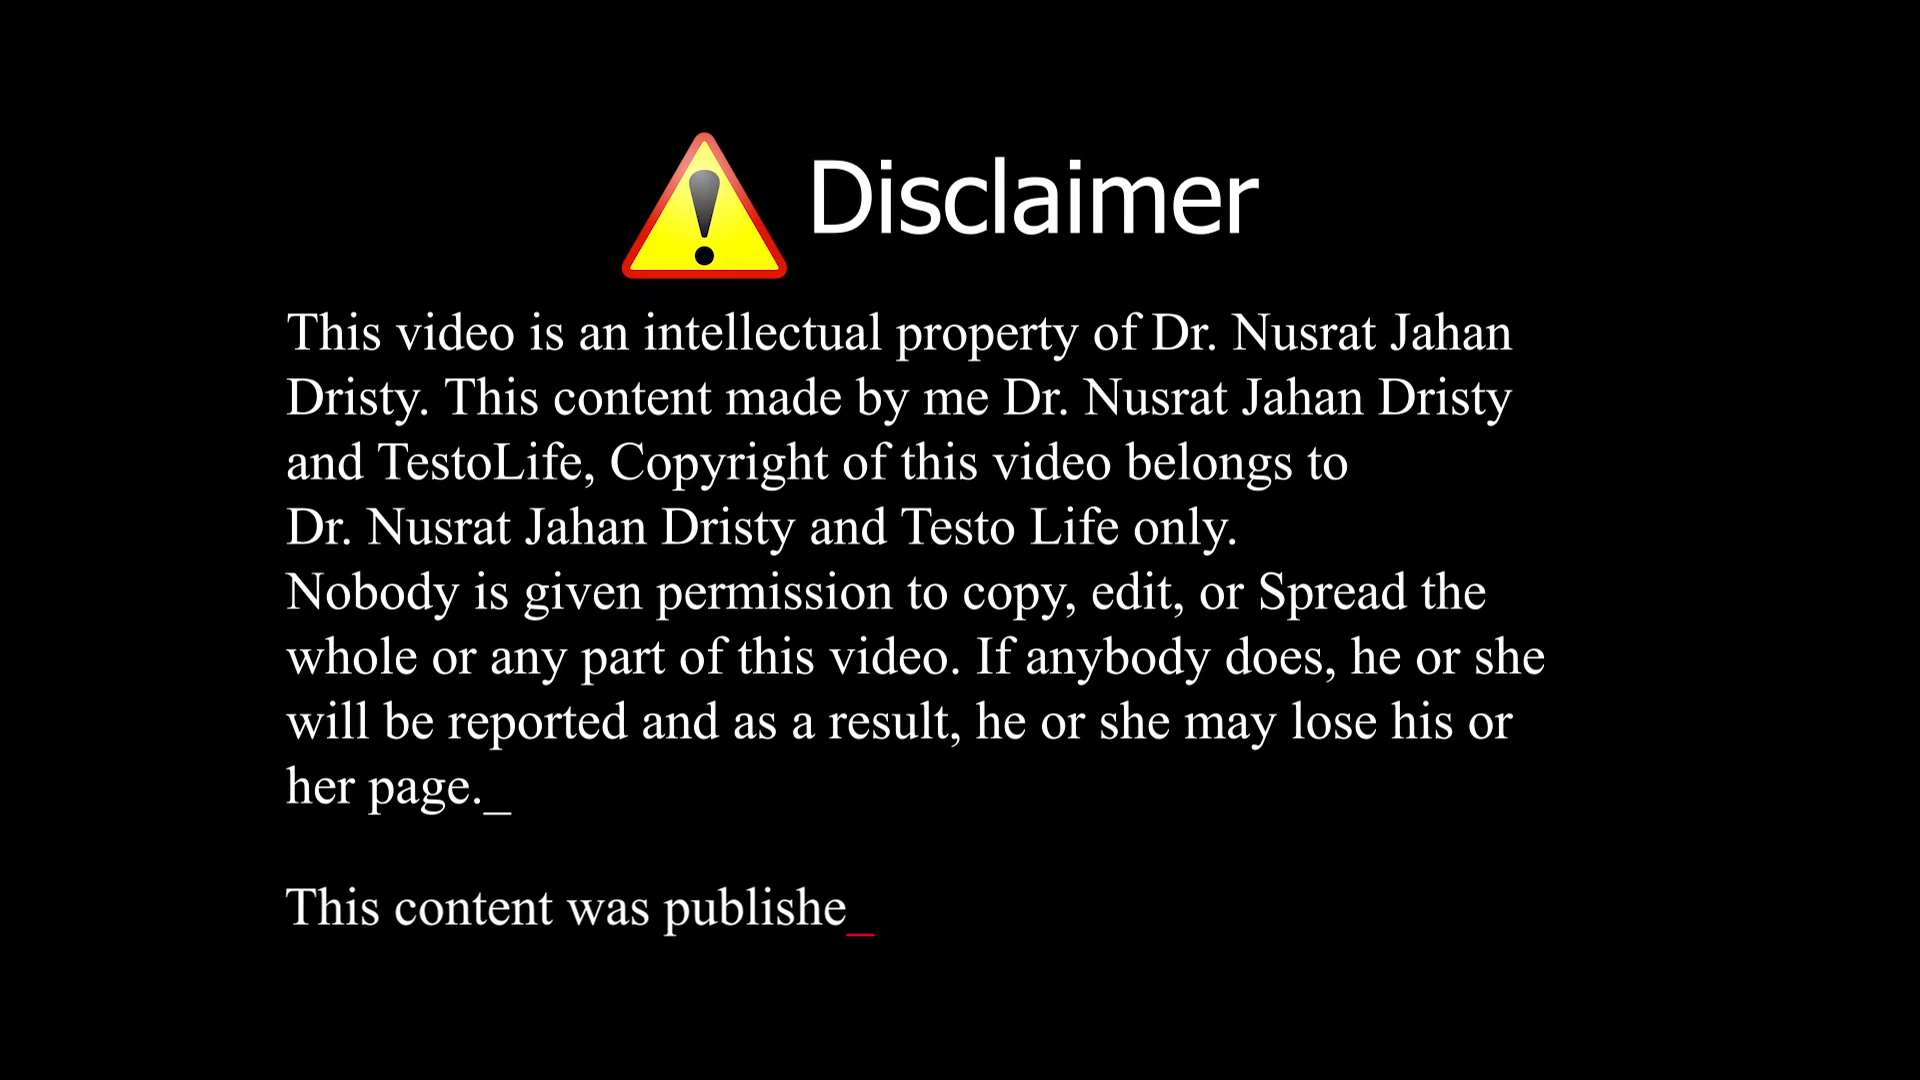 Disclaimer
This video is an intellectual property of Dr. Nusrat Jahan
Dristy. This content made by me Dr. Nusrat Jahan Dristy
and TestoLife, Copyright of this video belongs to
Dr. Nusrat Jahan Dristy and Testo Life only.
Nobody is given permission to copy, edit, or Spread the
whole or any part of this video. If anybody does, he or she
will be reported and as a result, he or she may lose his or
her page._
This content was publishe_